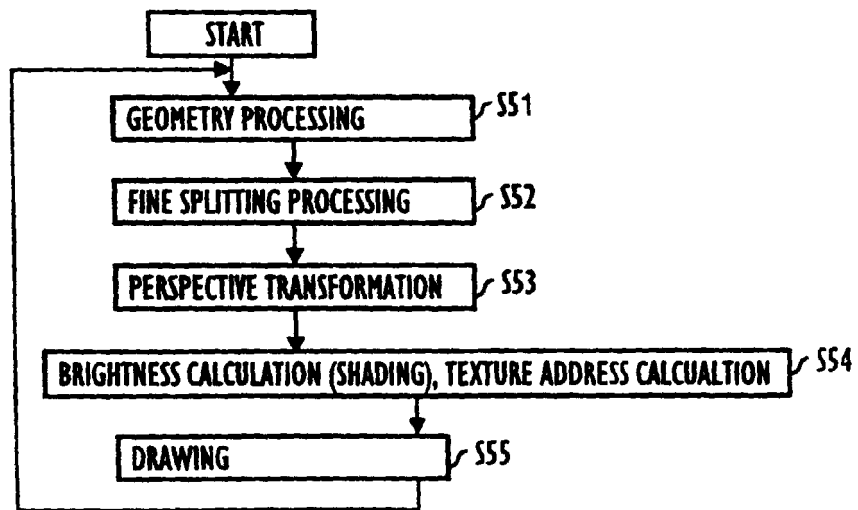 START
GEOMETRY PROCESSING S51
FINE SPLITTING PROCESSING S52
PERSPECTIVE TRANSFORMATION S53
BRIGHTNESS CALCULATION (SHADING), TEXTURE ADDRESS CALCUALTION S54
DRAWING S55